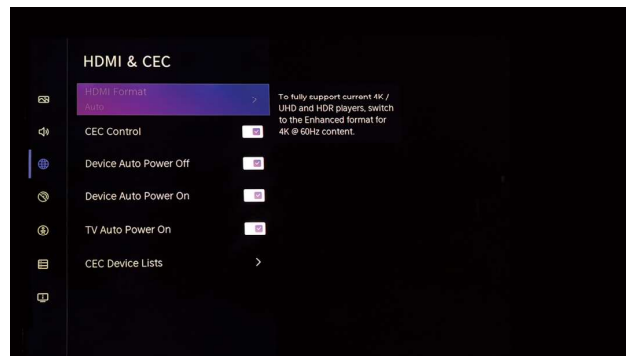 HDMI & CEC
HDMI Format
Auto
To fully support current 4K /
UHD and HDR players, switch
to the Enhanced format for
4K @ 60Hz content.
CEC Control
Device Auto Power Off
Device Auto Power On
TV Auto Power On
CEC Device Lists